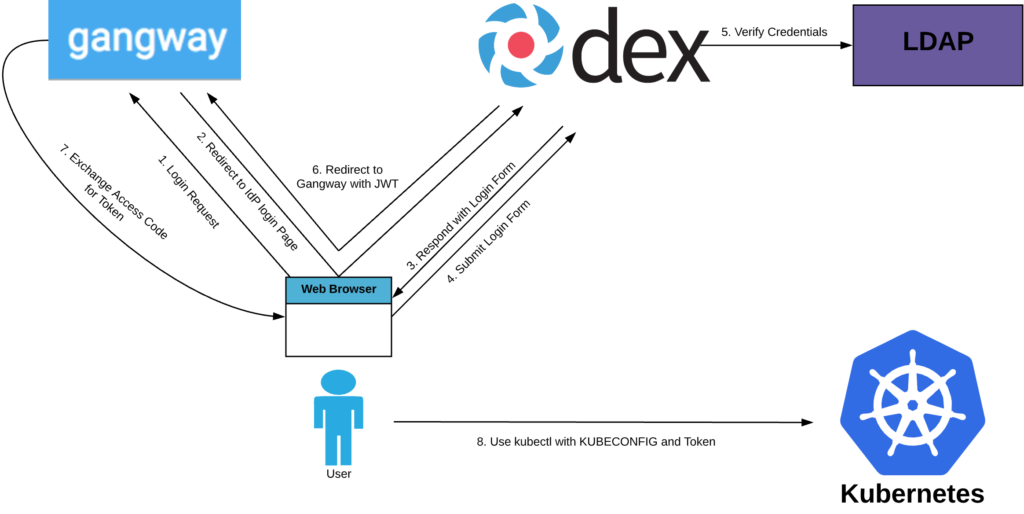 gangway
dex
5. Verify Credentials
LDAP
7. Exchange Access Code
for Token
1. Login Request
2. Redirect to IdP login Page
6. Redirect to
Gangway with JWT
3. Respond with Login Form
4. Submit Login Form
Web Browser
User
8. Use kubectl with KUBECONFIG and Token
Kubernetes